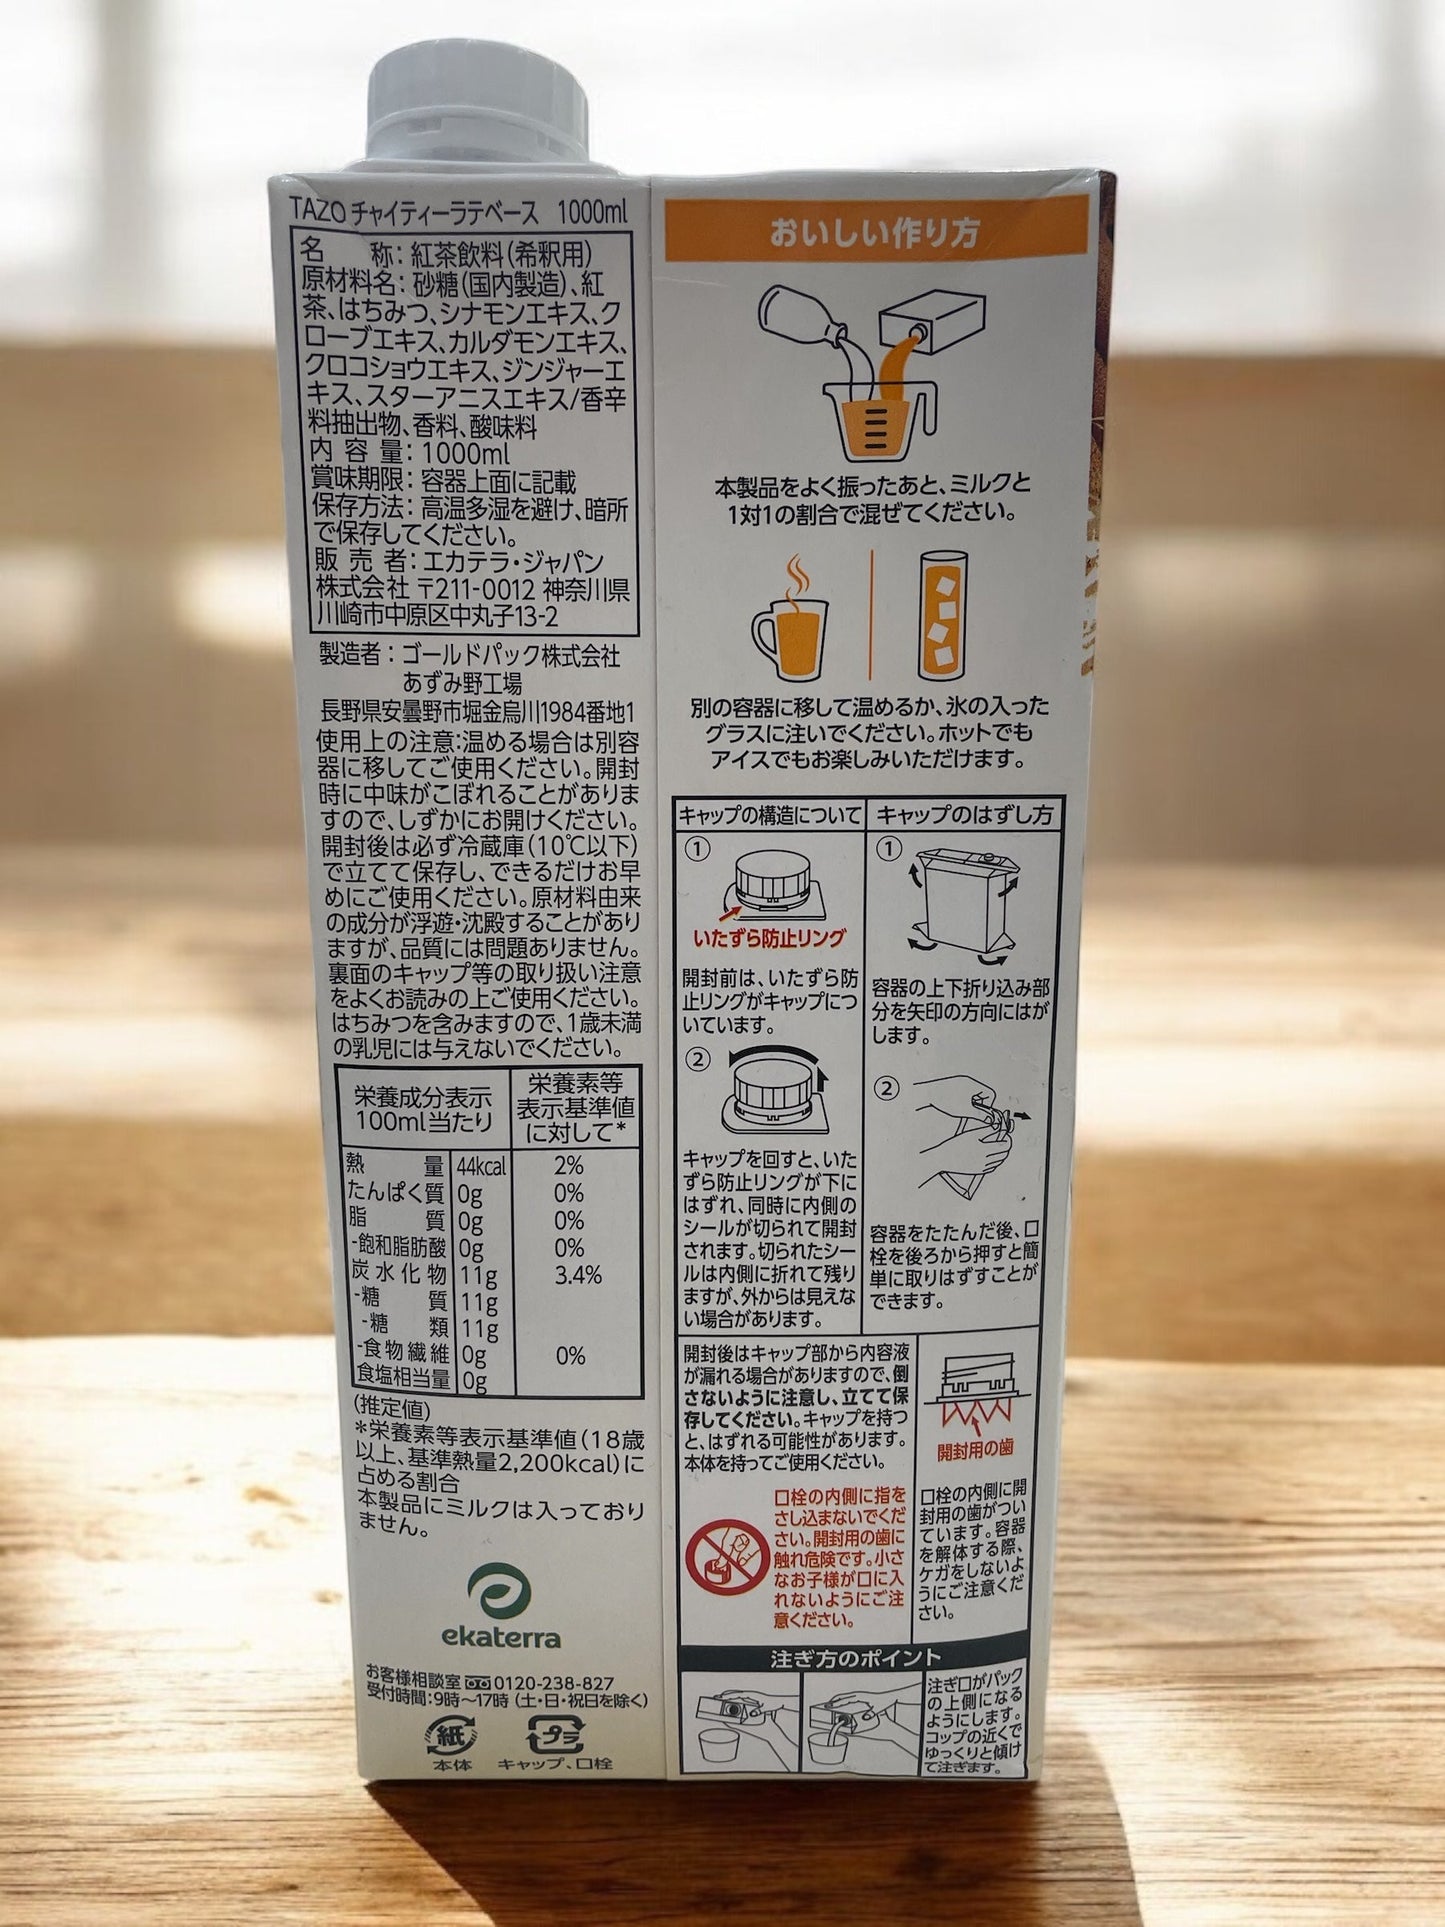 TAZO チャイティーラテベース 1000ml
名 称：紅茶飲料（希釈用）
原材料名：砂糖（国内製造）、紅
茶、はちみつ、シナモンエキス、ク
ローブエキス、カルダモンエキス、
クロコショウエキス、ジンジャーエ
キス、スターアニスエキス/香辛
料抽出物、香料、酸味料
内容量：1000ml
賞味期限：容器上面に記載
保存方法：高温多湿を避け、暗所
で保存してください。
販売者：エカテラ・ジャパン
株式会社 〒211-0012 神奈川県
川崎市中原区中丸子13-2
製造者：ゴールドパック株式会社
あずみ野工場
長野県安曇野市堀金烏川1984番地1
使用上の注意：温める場合は別容
器に移してご使用ください。開封
時に中味がこぼれることがありま
すので、しずかにお開けください。
開封後は必ず冷蔵庫（10℃以下）
で立てて保存し、できるだけお早
めにご使用ください。原材料由来
の成分が浮遊・沈殿することがあり
ますが、品質には問題ありません。
裏面のキャップ等の取り扱い注意
をよくお読みの上ご使用ください。
はちみつを含みますので、1歳未満
の乳児には与えないでください。
栄養成分表示
100ml当たり
栄養素等
表示基準値
に対して*
熱量 44kcal 2%
たんぱく質 0g 0%
脂質 0g 0%
-飽和脂肪酸 0g 0%
炭水化物 11g 3.4%
-糖質 11g
-糖類 11g
-食物繊維 0g 0%
食塩相当量 0g
（推定値）
*栄養素等表示基準値（18歳
以上、基準熱量2,200kcal）に
占める割合
本製品にミルクは入っており
ません。
ekaterra
お客様相談室 0120-238-827
受付時間：9時～17時（土・日・祝日を除く）
紙 プラ
本体 キャップ、口栓
おいしい作り方
本製品をよく振ったあと、ミルクと
1対1の割合で混ぜてください。
別の容器に移して温めるか、氷の入った
グラスに注いでください。ホットでも
アイスでもお楽しみいただけます。
キャップの構造について
①
いたずら防止リング
開封前は、いたずら防
止リングがキャップにつ
いています。
②
キャップを回すと、いた
ずら防止リングが下に
はずれ、同時に内側の
シールが切られて開封
されます。切られたシー
ルは内側に折れて残り
ますが、外からは見えな
い場合があります。
キャップのはずし方
①
容器の上下折り込み部
分を矢印の方向にはが
します。
②
容器をたたんだ後、口
栓を後ろから押すと簡
単に取りはずすことが
できます。
開封後はキャップ部から内容液
が漏れる場合がありますので、倒
さないように注意し、立てて保
存してください。キャップを持つ
と、はずれる可能性があります。
本体を持ってご使用ください。
口栓の内側に指を
さし込まないでくだ
さい。開封用の歯に
触れ危険です。小さ
なお子様が口に入
れないようにご注
意ください。
開封用の歯
口栓の内側に開
封用の歯がつい
ています。容器
を解体する際、
ケガをしないよ
うにご注意くだ
さい。
注ぎ方のポイント
注ぎ口がパック
の上側になる
ようにします。
コップの近くで
ゆっくりと傾け
て注ぎます。